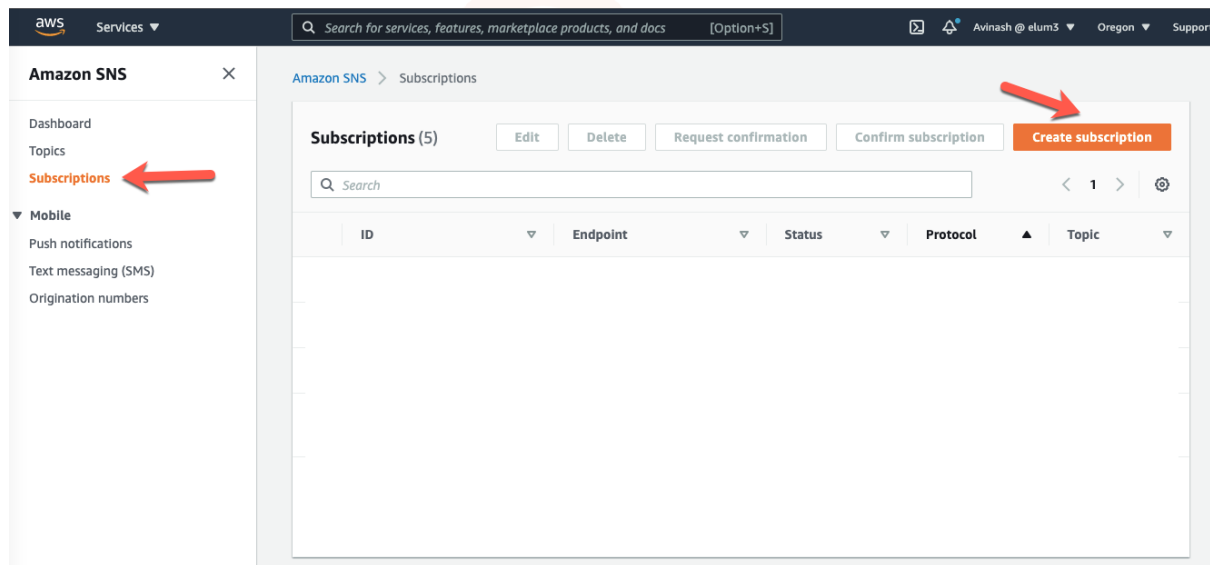 aws Services ▼ Search for services, features, marketplace products, and docs [Option+S] Avinash @ elum3 ▼ Oregon ▼ Support
Amazon SNS
Dashboard
Topics
Subscriptions
▼ Mobile
Push notifications
Text messaging (SMS)
Origination numbers
Amazon SNS > Subscriptions
Subscriptions (5) Edit Delete Request confirmation Confirm subscription Create subscription
Search < 1 >
ID Endpoint Status Protocol Topic